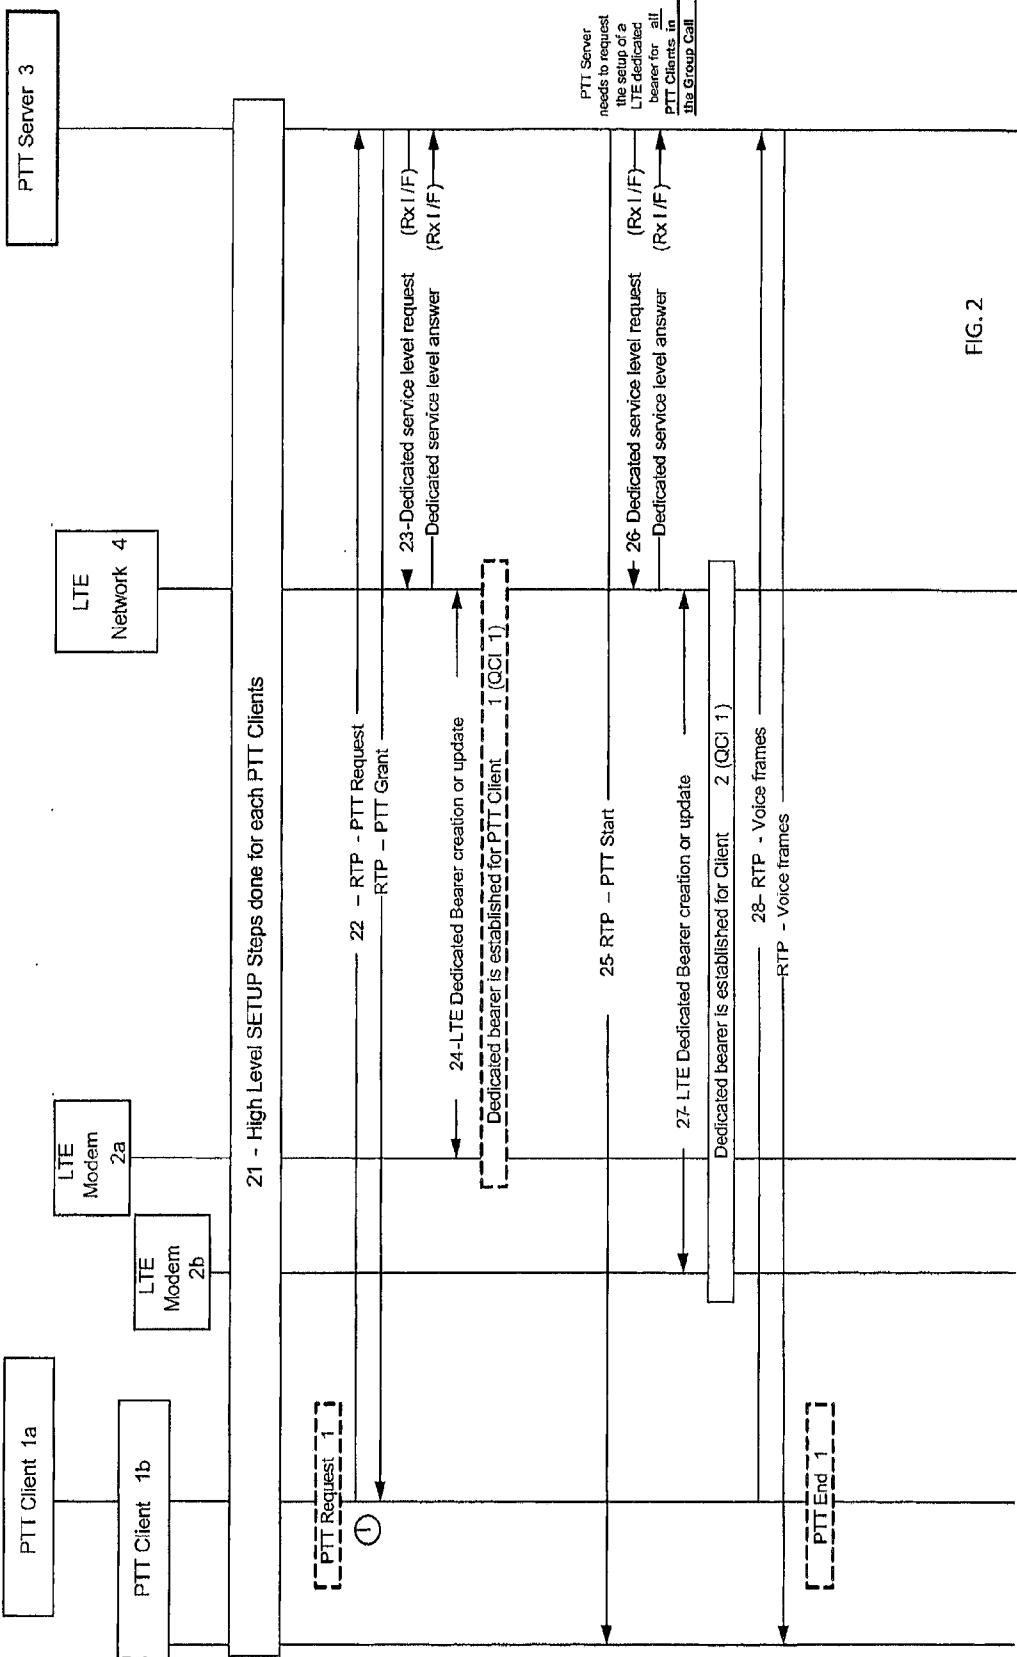 PTT Client 1a
PTT Client 1b
LTE
Modem
2b
LTE
Modem
2a
LTE
Network 4
PTT Server 3
21 - High Level SETUP Steps done for each PTT Clients
PTT Request 1
22 - RTP - PTT Request
RTP - PTT Grant
23-Dedicated service level request (Rx I/F)
Dedicated service level answer (Rx I/F)
24-LTE Dedicated Bearer creation or update
Dedicated bearer is established for PTT Client 1 (QCI 1)
PTT Server
needs to request
the setup of a
LTE dedicated
bearer for all
PTT Clients in
the Group Call
25- RTP - PTT Start
26- Dedicated service level request (Rx I/F)
Dedicated service level answer (Rx I/F)
27- LTE Dedicated Bearer creation or update
Dedicated bearer is established for Client 2 (QCI 1)
28- RTP - Voice frames
RTP - Voice frames
PTT End 1
FIG. 2